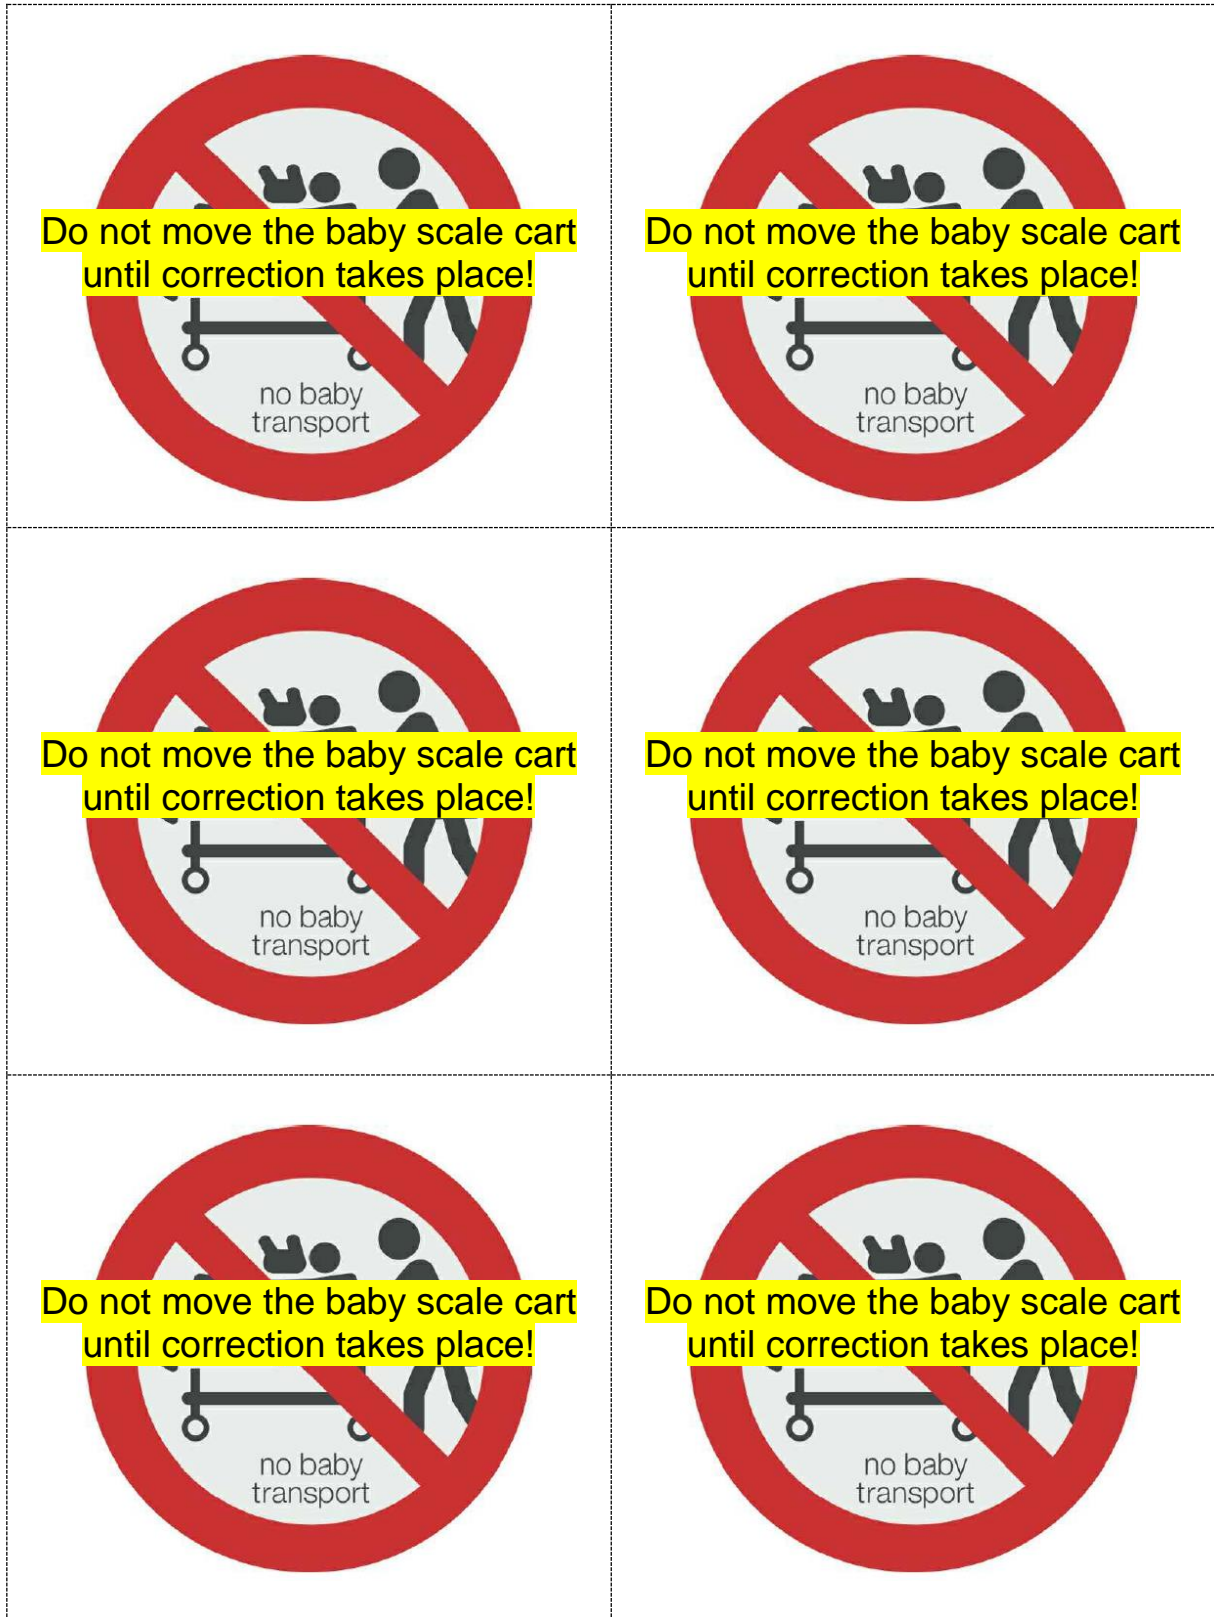 Do not move the baby scale cart
until correction takes place!
no baby
transport
Do not move the baby scale cart
until correction takes place!
no baby
transport
Do not move the baby scale cart
until correction takes place!
no baby
transport
Do not move the baby scale cart
until correction takes place!
no baby
transport
Do not move the baby scale cart
until correction takes place!
no baby
transport
Do not move the baby scale cart
until correction takes place!
no baby
transport